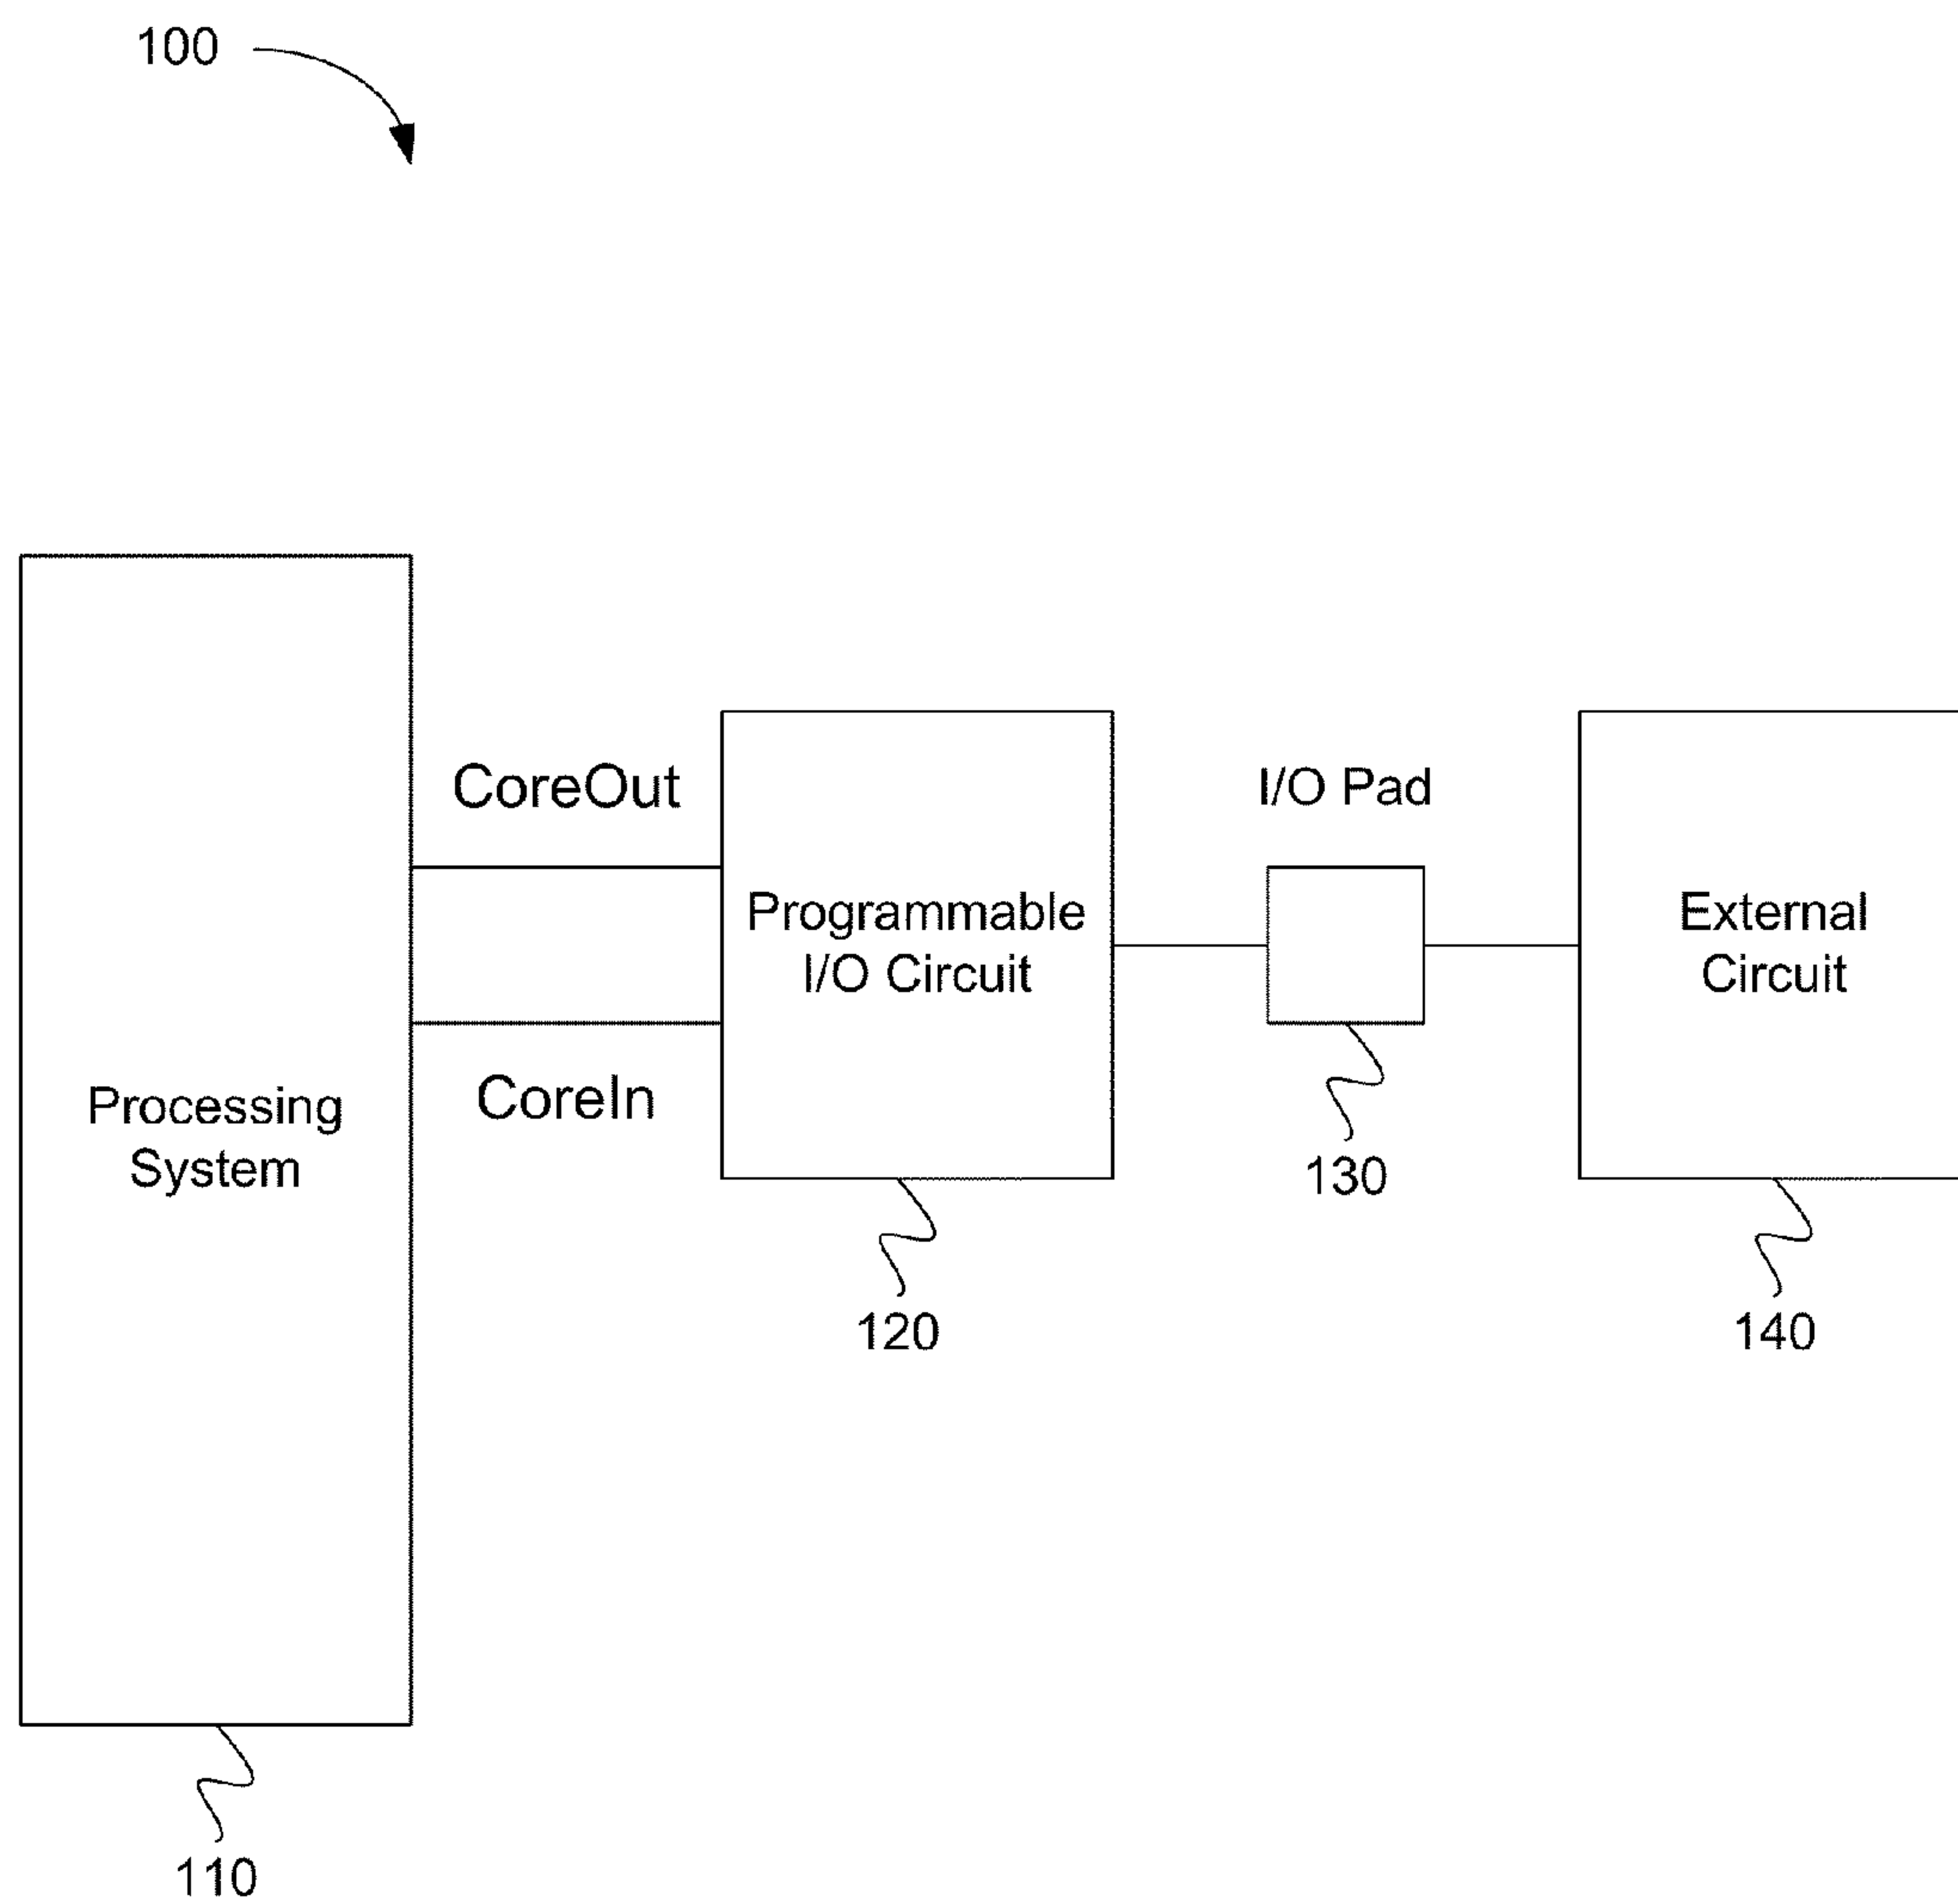 100
CoreOut
I/O Pad
Programmable
I/O Circuit
External
Circuit
CoreIn
Processing
System
130
120
140
110